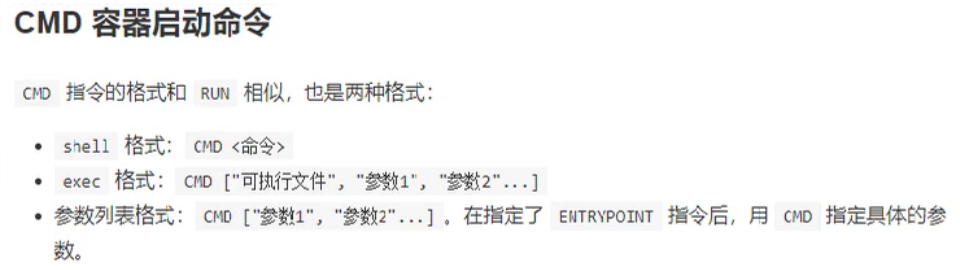 CMD 容器启动命令
CMD 指令的格式和 RUN 相似，也是两种格式：
• shell 格式： CMD <命令>
• exec 格式： CMD ["可执行文件", "参数1", "参数2"...]
• 参数列表格式： CMD ["参数1", "参数2"...] 。在指定了 ENTRYPOINT 指令后，用 CMD 指定具体的参
数。